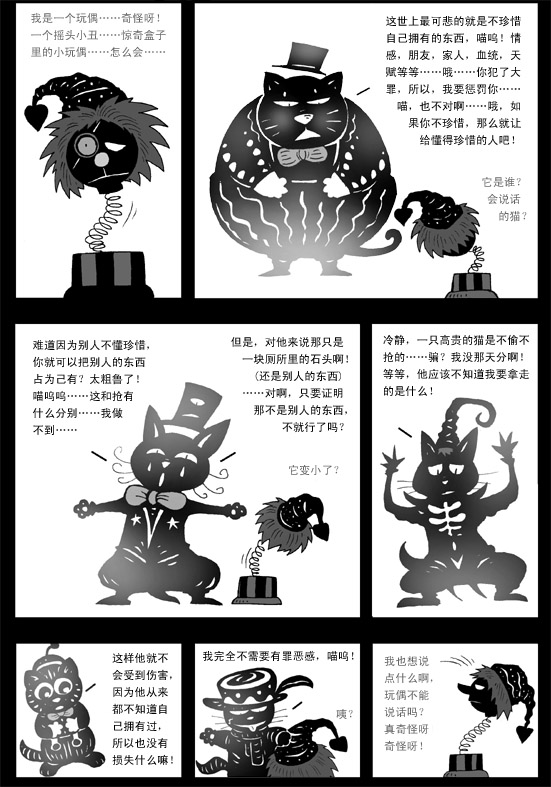 我是一个玩偶……奇怪呀！
一个摇头小丑……惊奇盒子
里的小玩偶……怎么会……
这世上最可悲的就是不珍惜
自己拥有的东西，喵呜！情
感，朋友，家人，血统，天
赋等等……哦……你犯了大
罪，所以，我要惩罚你……
喵，也不对啊……哦，如
果你不珍惜，那么就让
给懂得珍惜的人吧！
它是谁？
会说话
的猫？
难道因为别人不懂珍惜，
你就可以把别人的东西
占为己有？太粗鲁了！
喵呜呜……这和抢有
什么分别……我做
不到……
但是，对他来说那只是
一块厕所里的石头啊！
(还是别人的东西)
……对啊，只要证明
那不是别人的东西，
不就行了吗？
它变小了？
冷静，一只高贵的猫是不偷不
抢的……骗？我没那天分啊！
等等，他应该不知道我要拿走
的是什么！
这样他就不
会受到伤害，
因为他从来
都不知道自
己拥有过，
所以也没有
损失什么嘛！
我完全不需要有罪恶感，喵呜！
咦？
我也想说
点什么啊，
玩偶不能
说话吗？
真奇怪呀
奇怪呀！